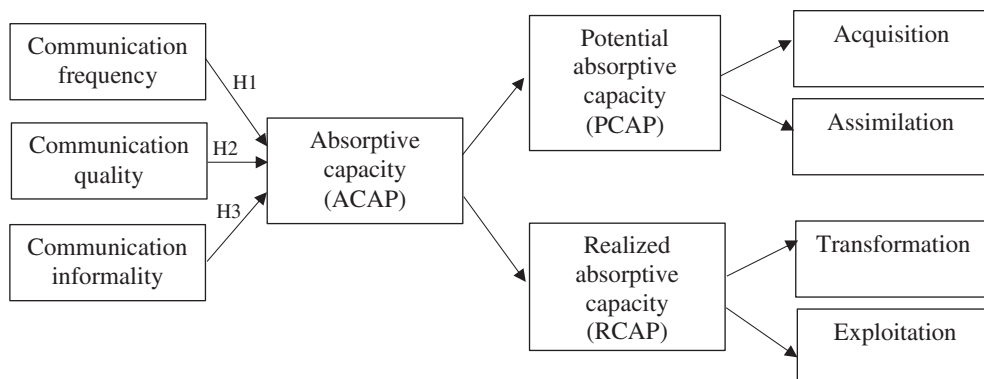 Communication
frequency
H1
Communication
quality
H2
Communication
informality
H3
Absorptive
capacity
(ACAP)
Potential
absorptive
capacity
(PCAP)
Acquisition
Assimilation
Realized
absorptive
capacity
(RCAP)
Transformation
Exploitation